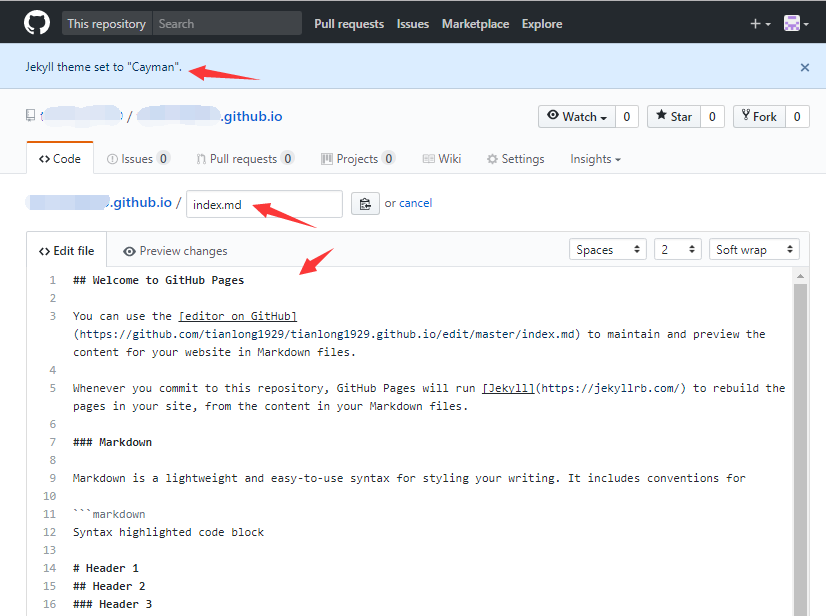 This repository Search Pull requests Issues Marketplace Explore
Jekyll theme set to "Cayman".
/ .github.io Watch 0 Star 0 Fork 0
Code Issues 0 Pull requests 0 Projects 0 Wiki Settings Insights
.github.io / index.md or cancel
Edit file Preview changes Spaces 2 Soft wrap
1 ## Welcome to GitHub Pages
2
3 You can use the [editor on GitHub]
(https://github.com/tianlong1929/tianlong1929.github.io/edit/master/index.md) to maintain and preview the
content for your website in Markdown files.
4
5 Whenever you commit to this repository, GitHub Pages will run [Jekyll](https://jekyllrb.com/) to rebuild the
pages in your site, from the content in your Markdown files.
6
7 ### Markdown
8
9 Markdown is a lightweight and easy-to-use syntax for styling your writing. It includes conventions for
10
11 ```markdown
12 Syntax highlighted code block
13
14 # Header 1
15 ## Header 2
16 ### Header 3